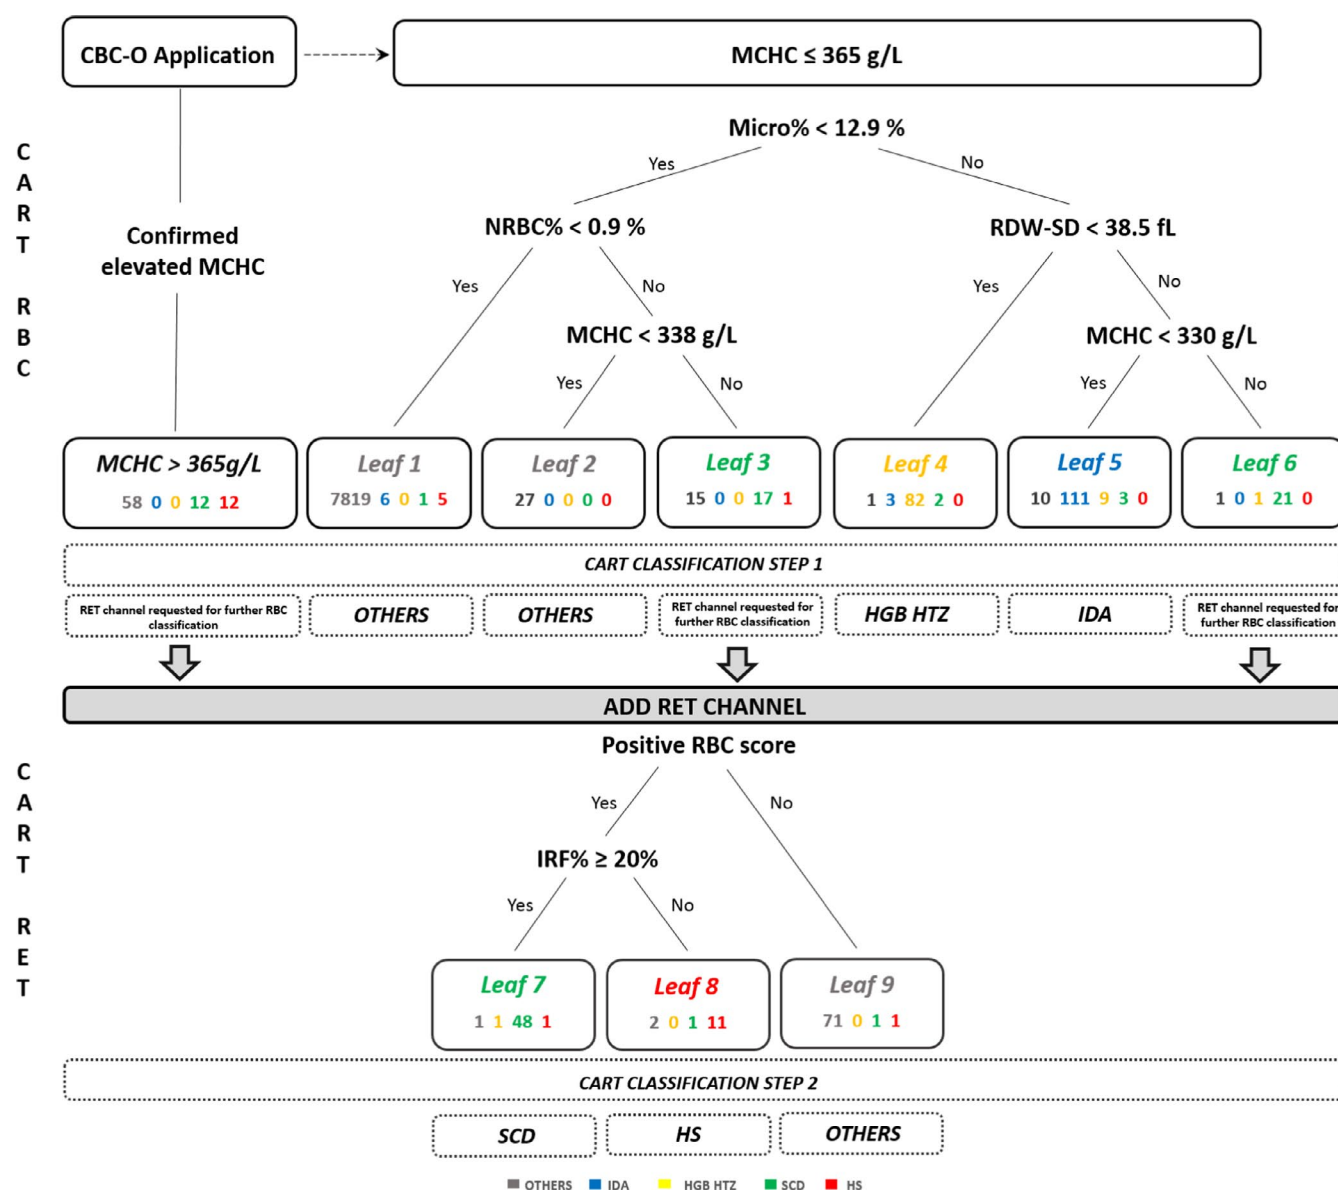 CBC-O Application
MCHC ≤ 365 g/L
Micro% < 12.9 %
Yes
No
CART RBC
NRBC% < 0.9 %
RDW-SD < 38.5 fL
Confirmed
elevated MCHC
Yes
No
Yes
No
MCHC < 338 g/L
MCHC < 330 g/L
Yes
No
Yes
No
MCHC > 365g/L
58 0 0 12 12
Leaf 1
7819 6 0 1 5
Leaf 2
27 0 0 0 0
Leaf 3
15 0 0 17 1
Leaf 4
1 3 82 2 0
Leaf 5
10 111 9 3 0
Leaf 6
1 0 1 21 0
CART CLASSIFICATION STEP 1
RET channel requested for further RBC
classification
OTHERS
OTHERS
RET channel requested for
further RBC classification
HGB HTZ
IDA
RET channel requested for
further RBC classification
ADD RET CHANNEL
Positive RBC score
CART RET
Yes
No
IRF% ≥ 20%
Yes
No
Leaf 7
1 1 48 1
Leaf 8
2 0 1 11
Leaf 9
71 0 1 1
CART CLASSIFICATION STEP 2
SCD
HS
OTHERS
OTHERS IDA HGB HTZ SCD HS